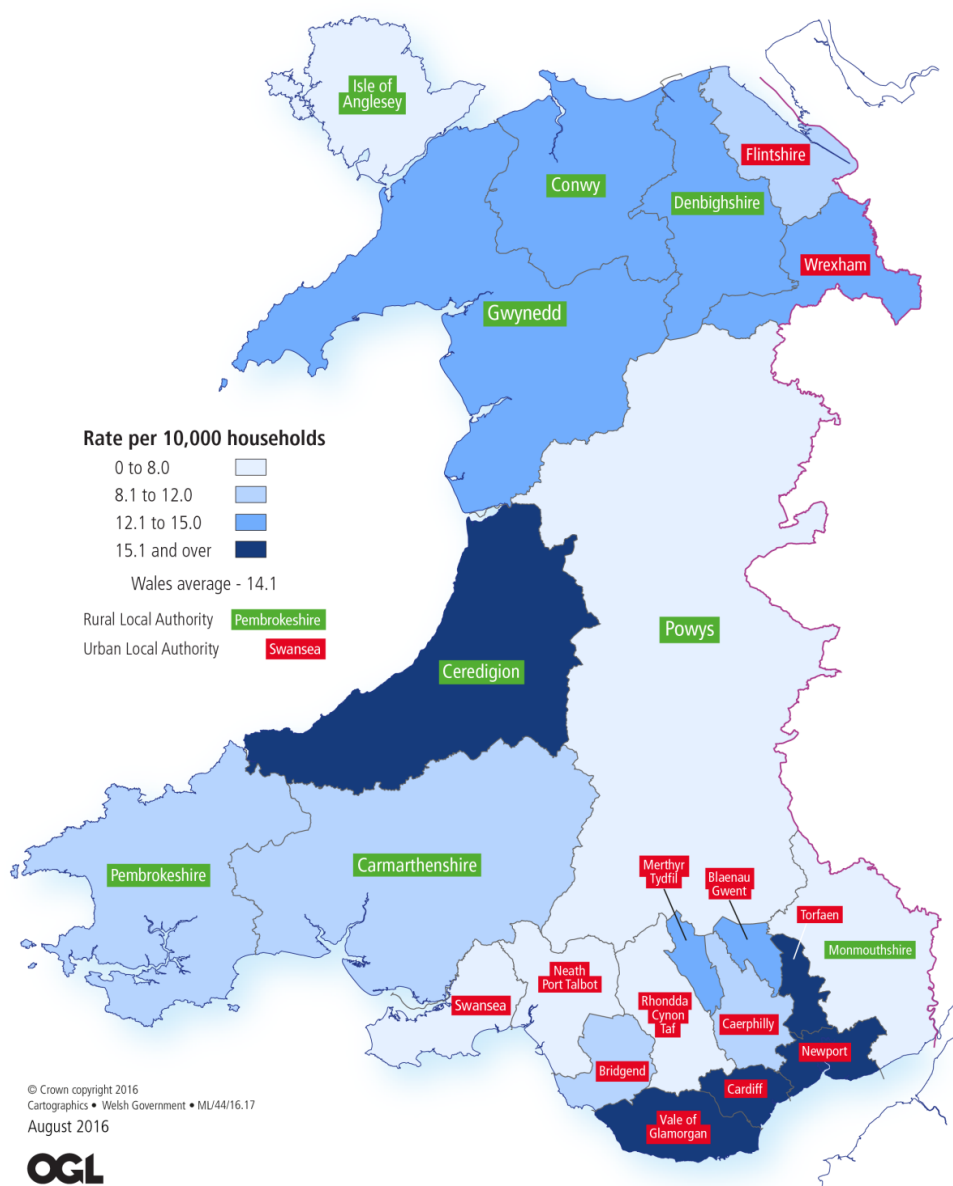 Isle of
Anglesey
Flintshire
Conwy
Denbighshire
Wrexham
Gwynedd
Rate per 10,000 households
0 to 8.0
8.1 to 12.0
12.1 to 15.0
15.1 and over
Wales average - 14.1
Rural Local Authority Pembrokeshire
Urban Local Authority Swansea
Powys
Ceredigion
Pembrokeshire
Carmarthenshire
Merthyr
Tydfil
Blaenau
Gwent
Torfaen
Monmouthshire
Swansea
Neath
Port Talbot
Rhondda
Cynon
Taf
Caerphilly
Newport
Bridgend
Cardiff
Vale of
Glamorgan
© Crown copyright 2016
Cartographics • Welsh Government • ML/44/16.17
August 2016
OGL